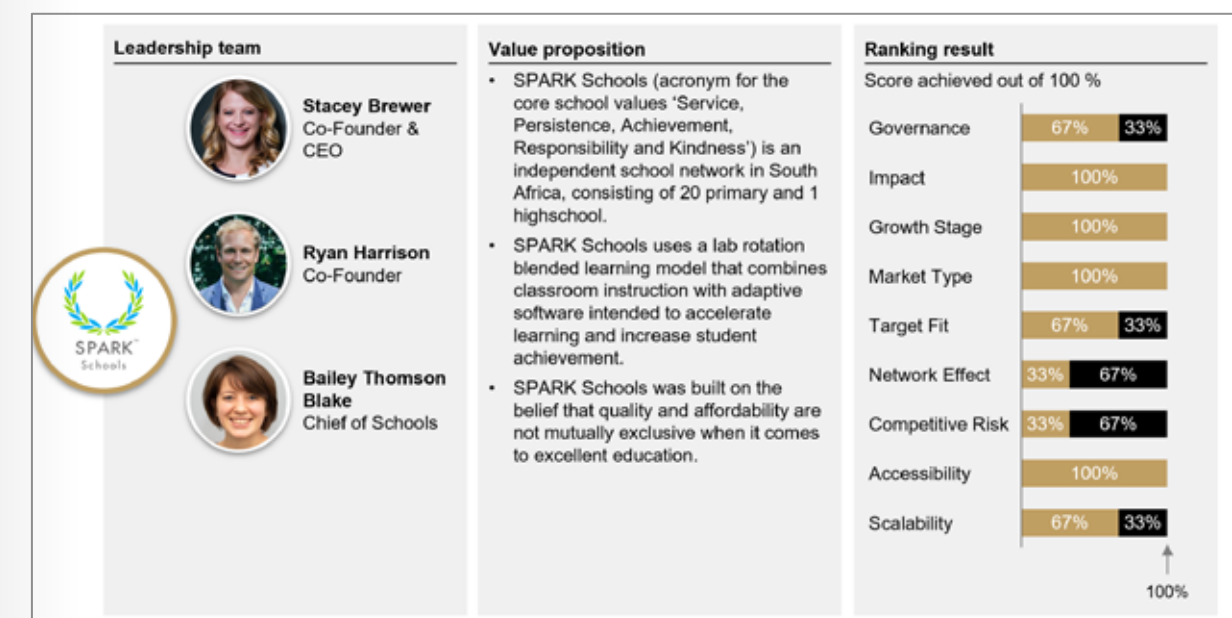 Leadership team
Stacey Brewer
Co-Founder &
CEO
Ryan Harrison
Co-Founder
Bailey Thomson
Blake
Chief of Schools
SPARK™
Schools
Value proposition
• SPARK Schools (acronym for the
core school values ‘Service,
Persistence, Achievement,
Responsibility and Kindness’) is an
independent school network in South
Africa, consisting of 20 primary and 1
highschool.
• SPARK Schools uses a lab rotation
blended learning model that combines
classroom instruction with adaptive
software intended to accelerate
learning and increase student
achievement.
• SPARK Schools was built on the
belief that quality and affordability are
not mutually exclusive when it comes
to excellent education.
Ranking result
Score achieved out of 100 %
Governance 67% 33%
Impact 100%
Growth Stage 100%
Market Type 100%
Target Fit 67% 33%
Network Effect 33% 67%
Competitive Risk 33% 67%
Accessibility 100%
Scalability 67% 33%
100%